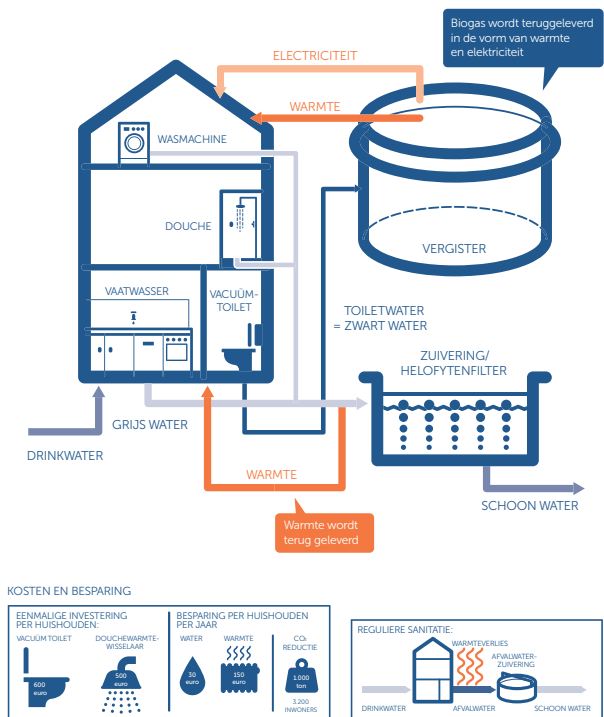 Biogas wordt teruggeleverd
in de vorm van warmte
en elektriciteit
ELECTRICITEIT
WARMTE
WASMACHINE
DOUCHE
VERGISTER
VAATWASSER
VACUÜM-
TOILET
TOILETWATER
= ZWART WATER
ZUIVERING/
HELOFYTENFILTER
GRIJS WATER
DRINKWATER
WARMTE
SCHOON WATER
Warmte wordt
terug geleverd
KOSTEN EN BESPARING
EENMALIGE INVESTERING
PER HUISHOUDEN:
VACUÜM TOILET
DOUCHEWARMTE-
WISSELAAR
600
euro
500
euro
BESPARING PER HUISHOUDEN
PER JAAR
WATER
WARMTE
CO₂
REDUCTIE
30
euro
150
euro
1.000
ton
3.200
INWONERS
REGULIERE SANITATIE:
WARMTEVERLIES
AFVALWATER-
ZUIVERING
DRINKWATER
AFVALWATER
SCHOON WATER